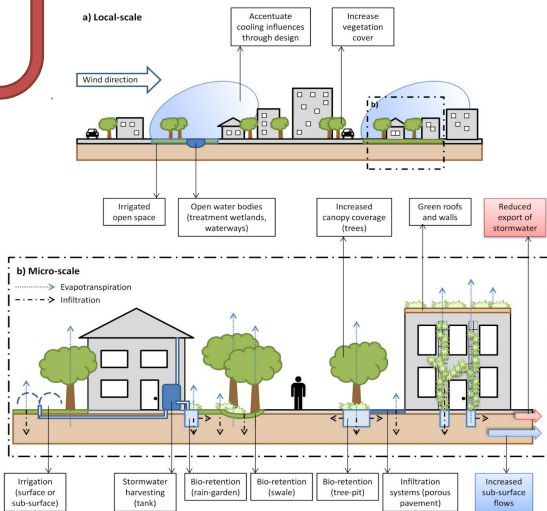 a) Local-scale
Accentuate
cooling influences
through design
Increase
vegetation
cover
Wind direction
b)
Irrigated
open space
Open water bodies
(treatment wetlands,
waterways)
Increased
canopy coverage
(trees)
Green roofs
and walls
Reduced
export of
stormwater
b) Micro-scale
Evapotranspiration
Infiltration
Irrigation
(surface or
sub-surface)
Stormwater
harvesting
(tank)
Bio-retention
(rain-garden)
Bio-retention
(swale)
Bio-retention
(tree-pit)
Infiltration
systems (porous
pavement)
Increased
sub-surface
flows